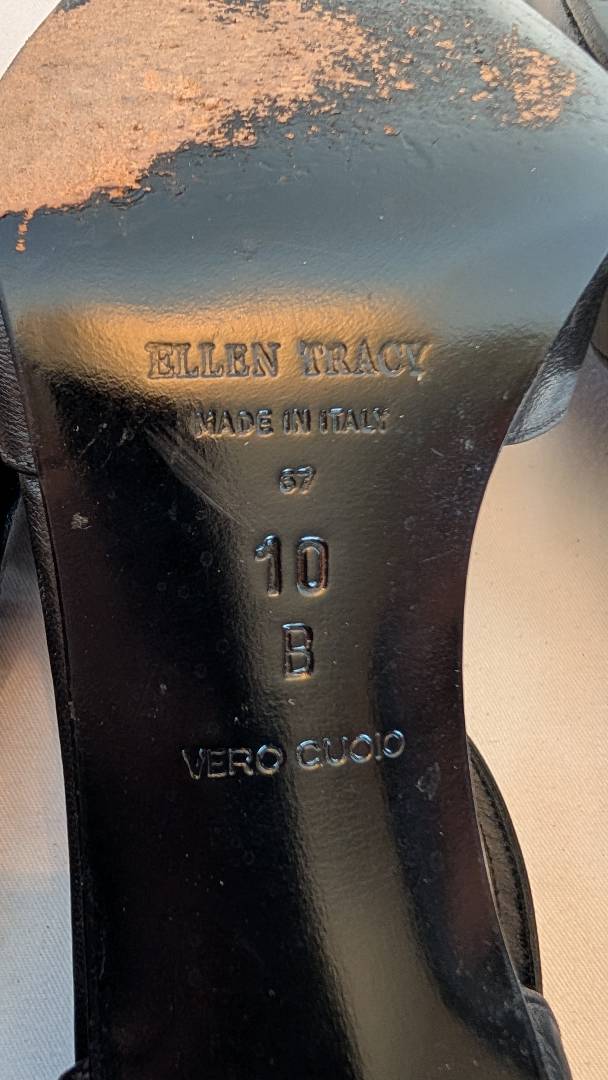 ELLEN TRACY
MADE IN ITALY
67
10
B
VERO CUOIO